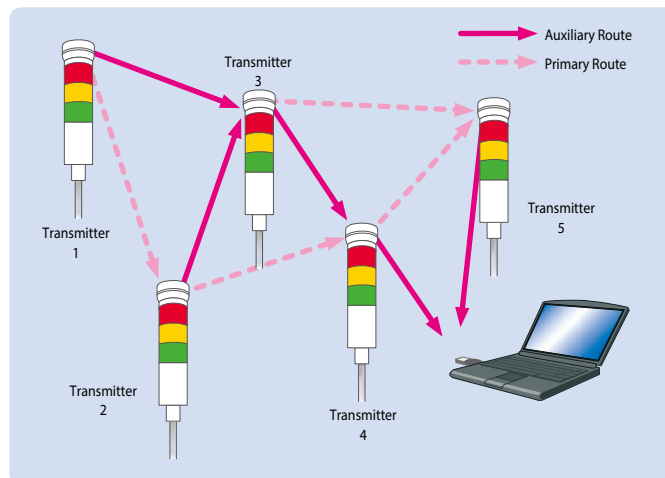 Auxiliary Route
Primary Route
Transmitter
3
Transmitter
5
Transmitter
1
Transmitter
2
Transmitter
4